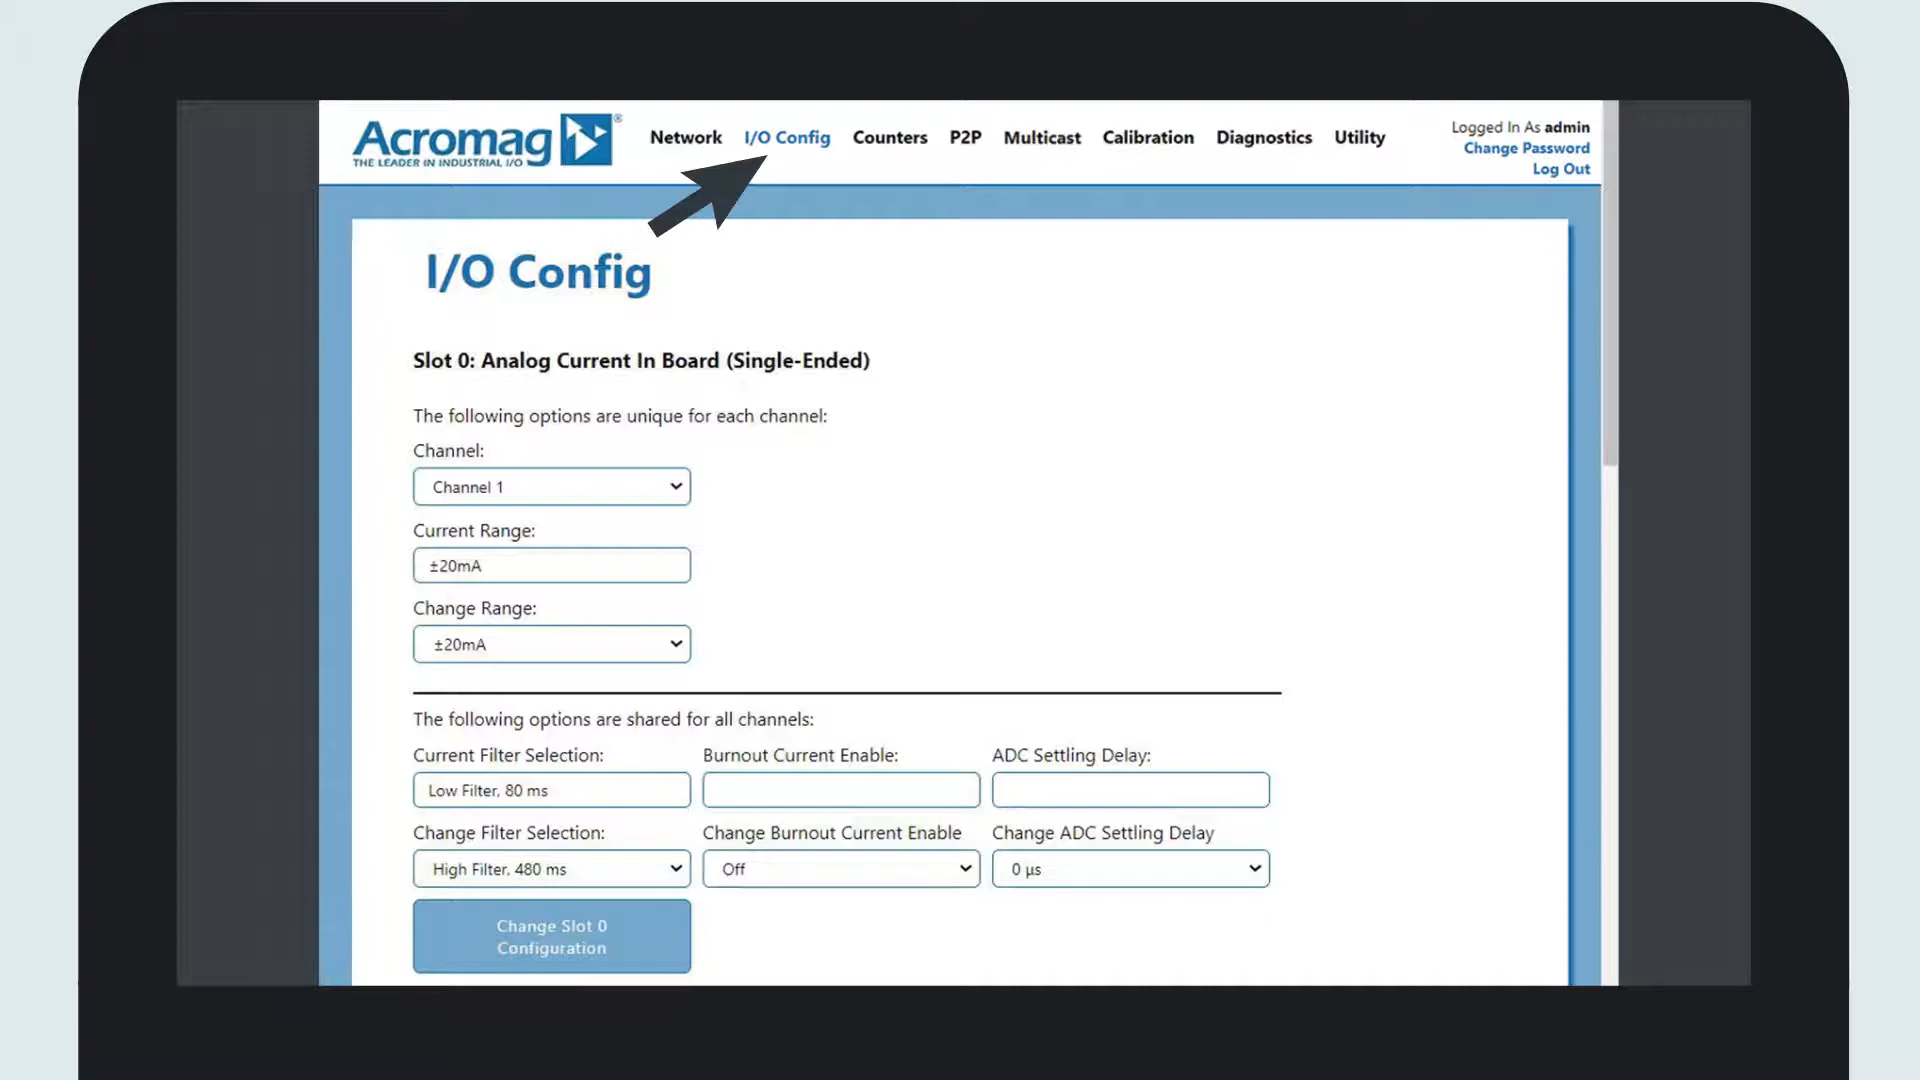 Acromag ®
THE LEADER IN INDUSTRIAL I/O
Network I/O Config Counters P2P Multicast Calibration Diagnostics Utility
Logged In As admin
Change Password
Log Out
I/O Config
Slot 0: Analog Current In Board (Single-Ended)
The following options are unique for each channel:
Channel:
Channel 1
Current Range:
±20mA
Change Range:
±20mA
The following options are shared for all channels:
Current Filter Selection: Burnout Current Enable: ADC Settling Delay:
Low Filter, 80 ms
Change Filter Selection: Change Burnout Current Enable Change ADC Settling Delay
High Filter, 480 ms Off 0 µs
Change Slot 0
Configuration